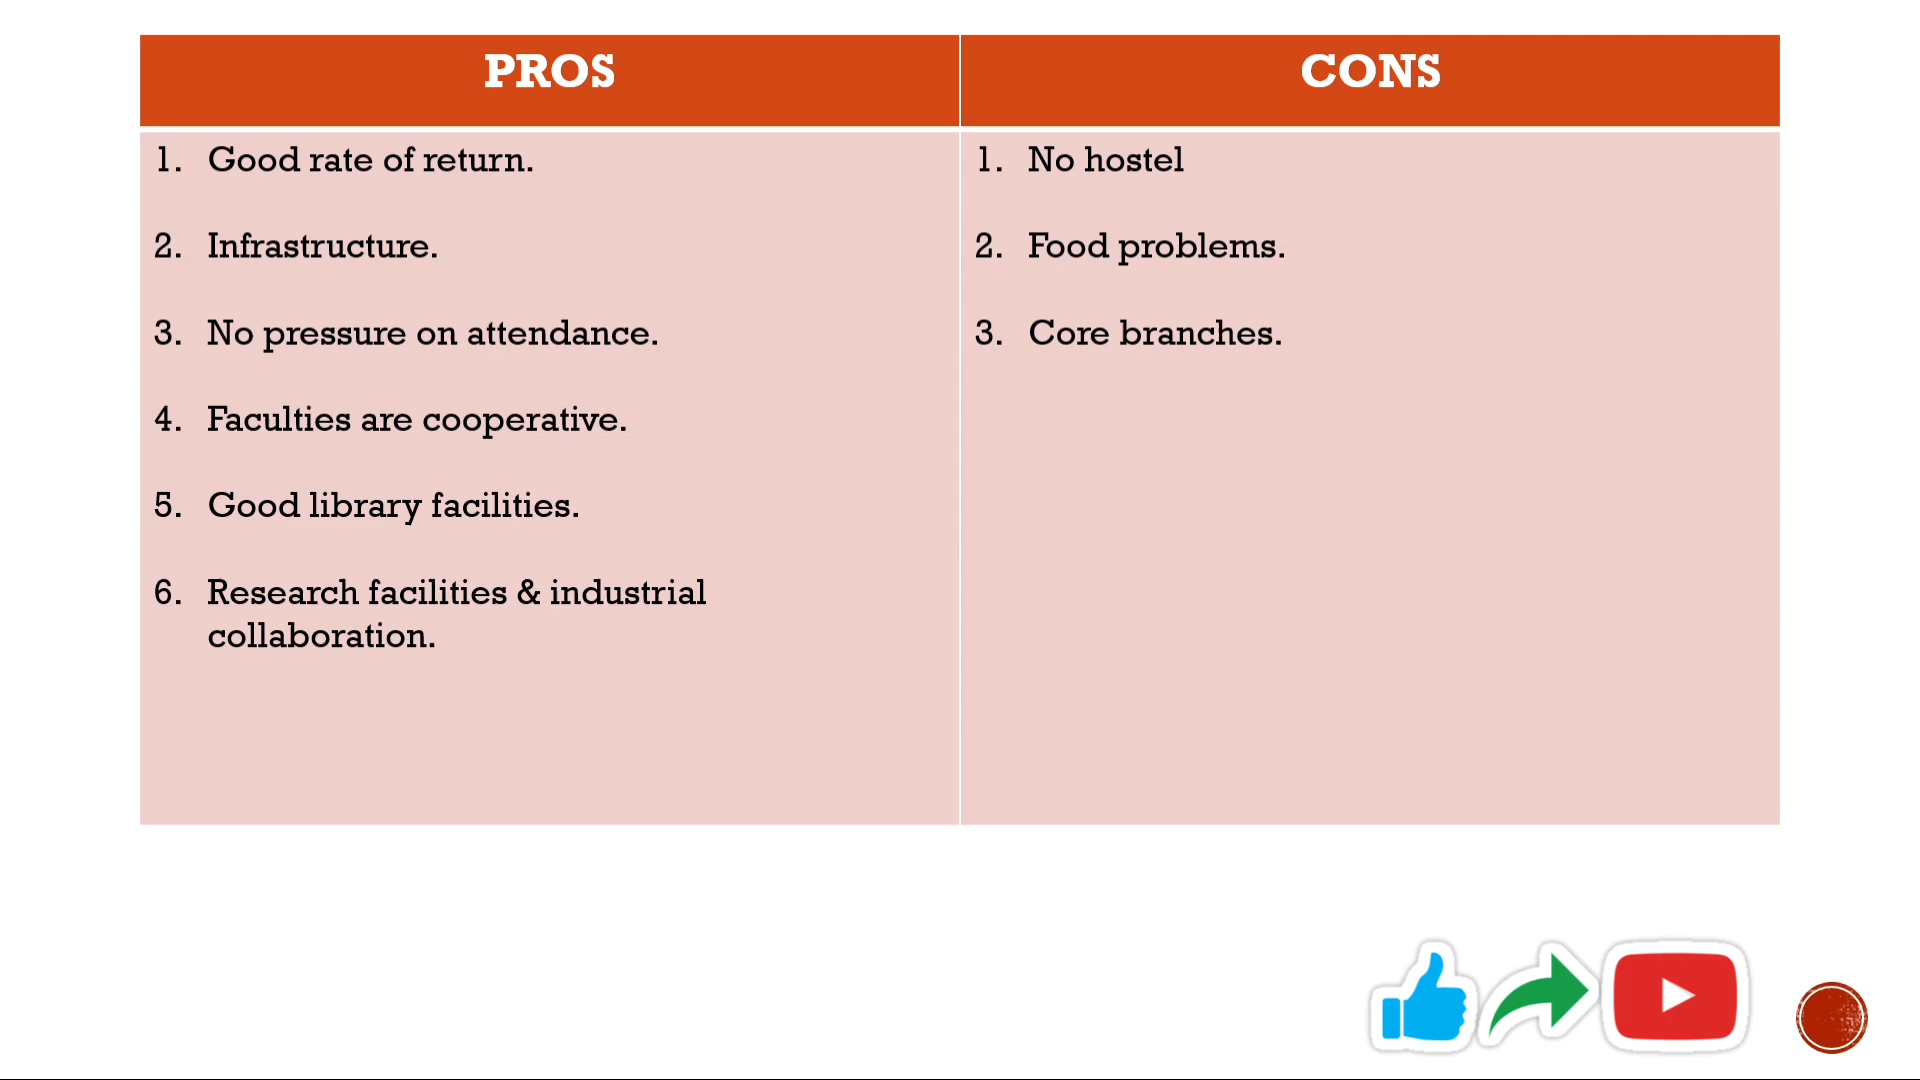 PROS
CONS
1. Good rate of return.
2. Infrastructure.
3. No pressure on attendance.
4. Faculties are cooperative.
5. Good library facilities.
6. Research facilities & industrial
collaboration.
1. No hostel
2. Food problems.
3. Core branches.